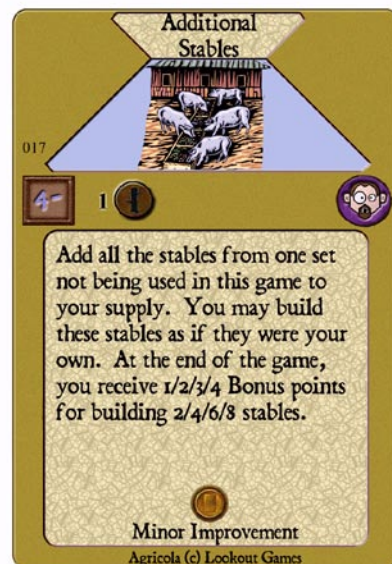 Additional
Stables
017
4-
1
Add all the stables from one set
not being used in this game to
your supply. You may build
these stables as if they were your
own. At the end of the game,
you receive 1/2/3/4 Bonus points
for building 2/4/6/8 stables.
Minor Improvement
Agricola (c) Lookout Games